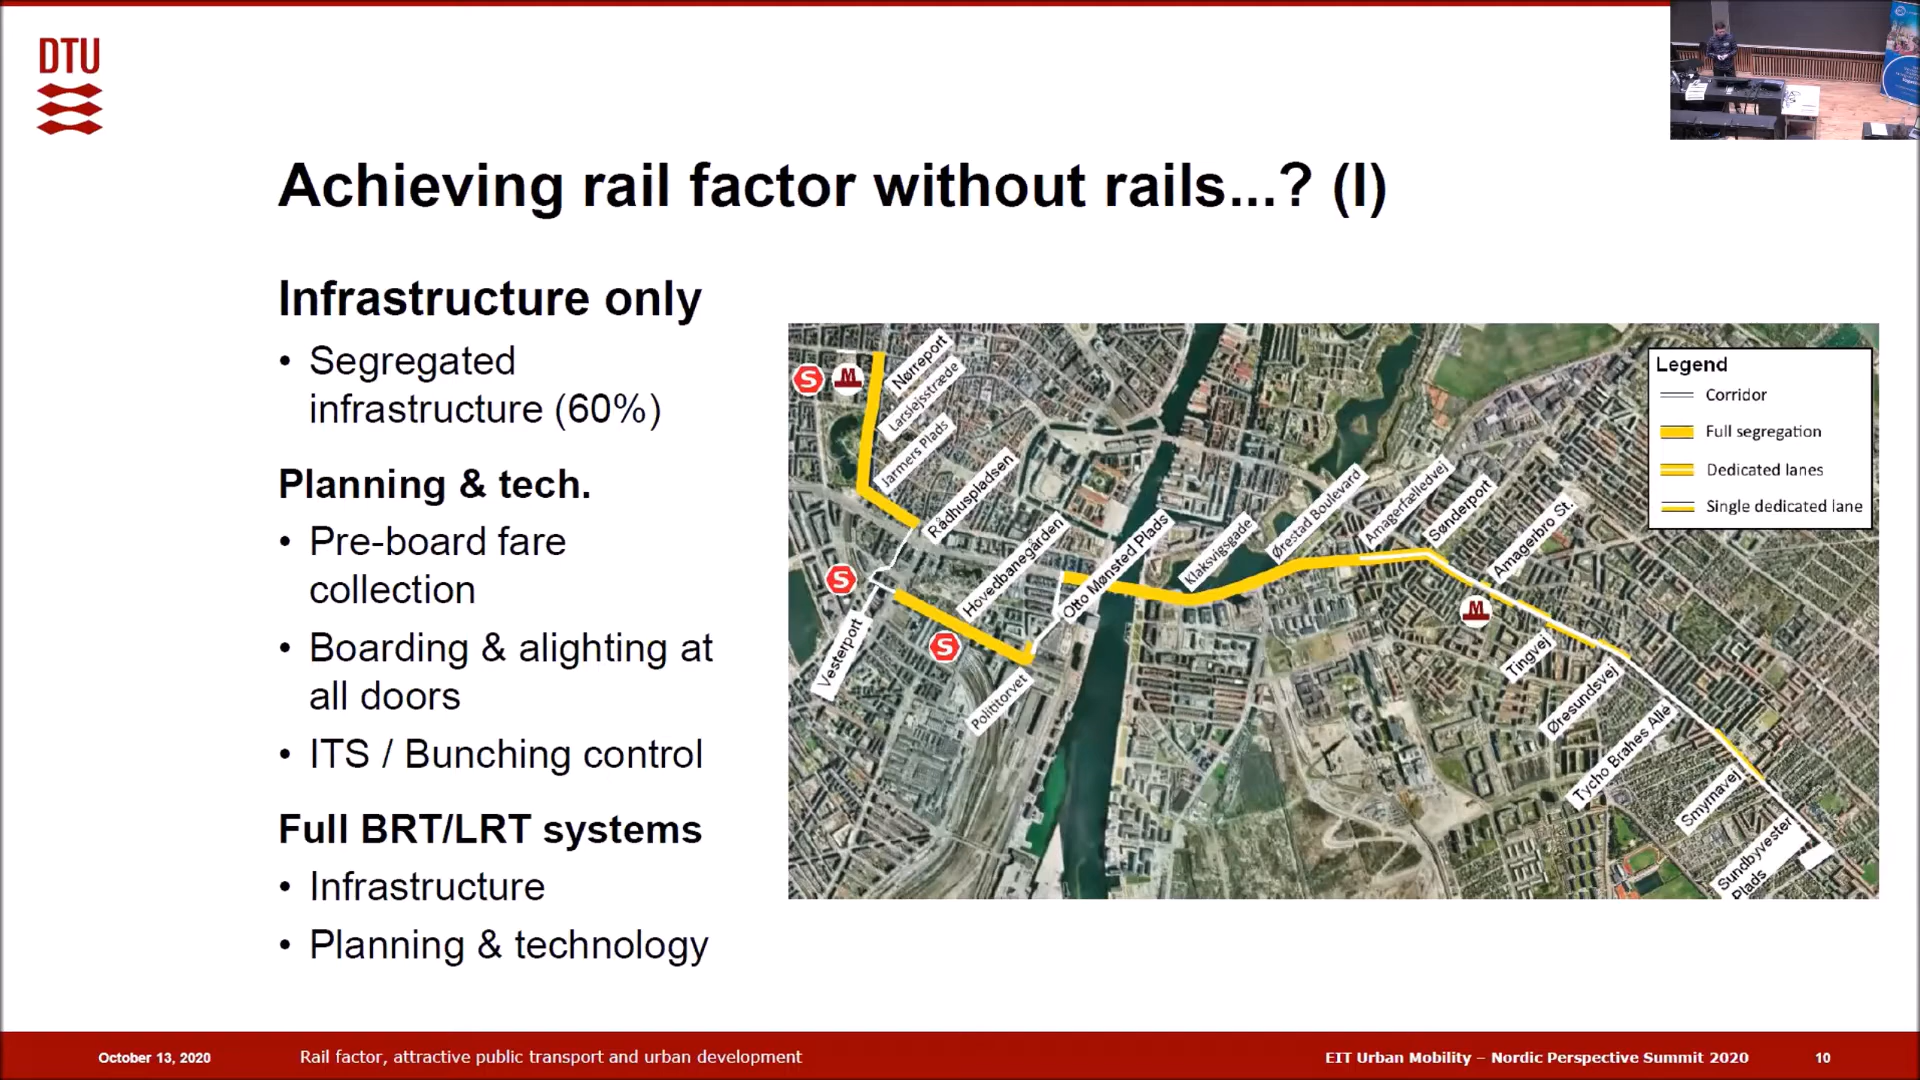 DTU
Achieving rail factor without rails...? (I)
Infrastructure only
• Segregated
infrastructure (60%)
Planning & tech.
• Pre-board fare
collection
• Boarding & alighting at
all doors
• ITS / Bunching control
Full BRT/LRT systems
• Infrastructure
• Planning & technology
S
M
Nørreport
Larslejsstræde
Jarmers Plads
Rådhuspladsen
S
Vesterport
Hovedbanegården
S
Polititorvet
Otto Mønsted Plads
Klaksvigsgade
Ørestad Boulevard
Amagerfælledvej
Sønderport
Amagerbro St.
M
Tingvej
Øresundsvej
Tycho Brahes Allé
Smyrnavej
Sundbyvester
Plads
Legend
Corridor
Full segregation
Dedicated lanes
Single dedicated lane
October 13, 2020
Rail factor, attractive public transport and urban development
EIT Urban Mobility – Nordic Perspective Summit 2020
10